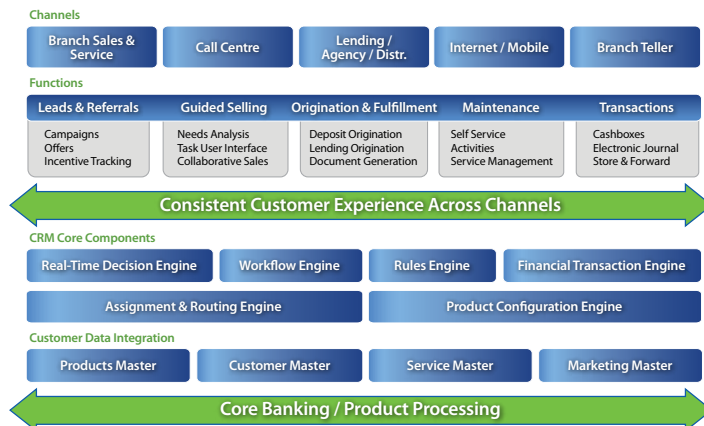 Channels
Branch Sales &
Service
Call Centre
Lending /
Agency / Distr.
Internet / Mobile
Branch Teller
Functions
Leads & Referrals
Guided Selling
Origination & Fulfillment
Maintenance
Transactions
Campaigns
Offers
Incentive Tracking
Needs Analysis
Task User Interface
Collaborative Sales
Deposit Origination
Lending Origination
Document Generation
Self Service
Activities
Service Management
Cashboxes
Electronic Journal
Store & Forward
Consistent Customer Experience Across Channels
CRM Core Components
Real-Time Decision Engine
Workflow Engine
Rules Engine
Financial Transaction Engine
Assignment & Routing Engine
Product Configuration Engine
Customer Data Integration
Products Master
Customer Master
Service Master
Marketing Master
Core Banking / Product Processing